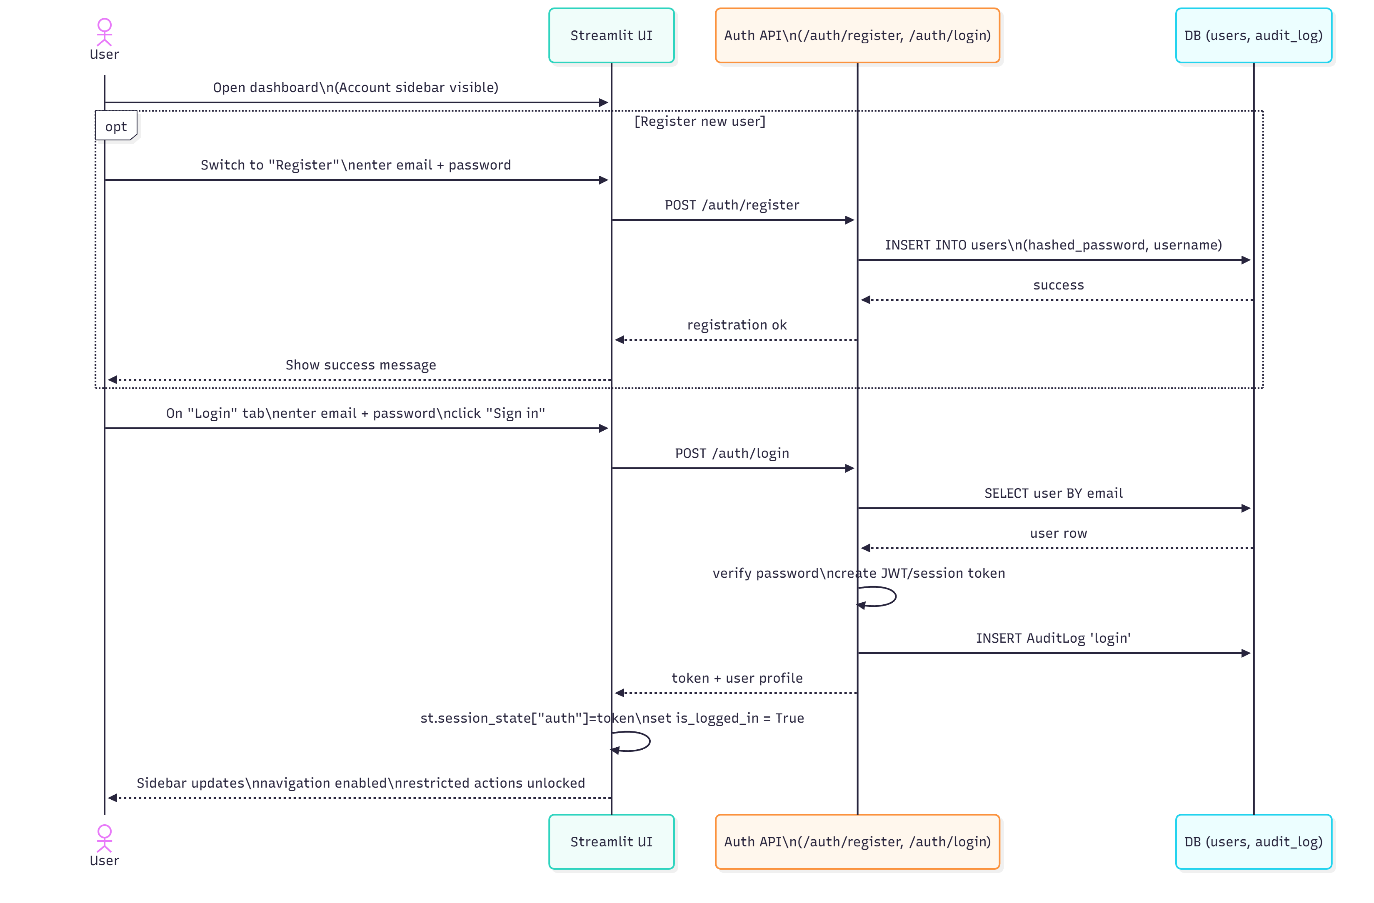 User
Streamlit UI
Auth API\n(/auth/register, /auth/login)
DB (users, audit_log)
Open dashboard\n(Account sidebar visible)
opt
[Register new user]
Switch to "Register"\nenter email + password
POST /auth/register
INSERT INTO users\n(hashed_password, username)
success
registration ok
Show success message
On "Login" tab\nenter email + password\nclick "Sign in"
POST /auth/login
SELECT user BY email
user row
verify password\ncreate JWT/session token
INSERT AuditLog 'login'
token + user profile
st.session_state["auth"]=token\nset is_logged_in = True
Sidebar updates\nnavigation enabled\nrestricted actions unlocked
User
Streamlit UI
Auth API\n(/auth/register, /auth/login)
DB (users, audit_log)